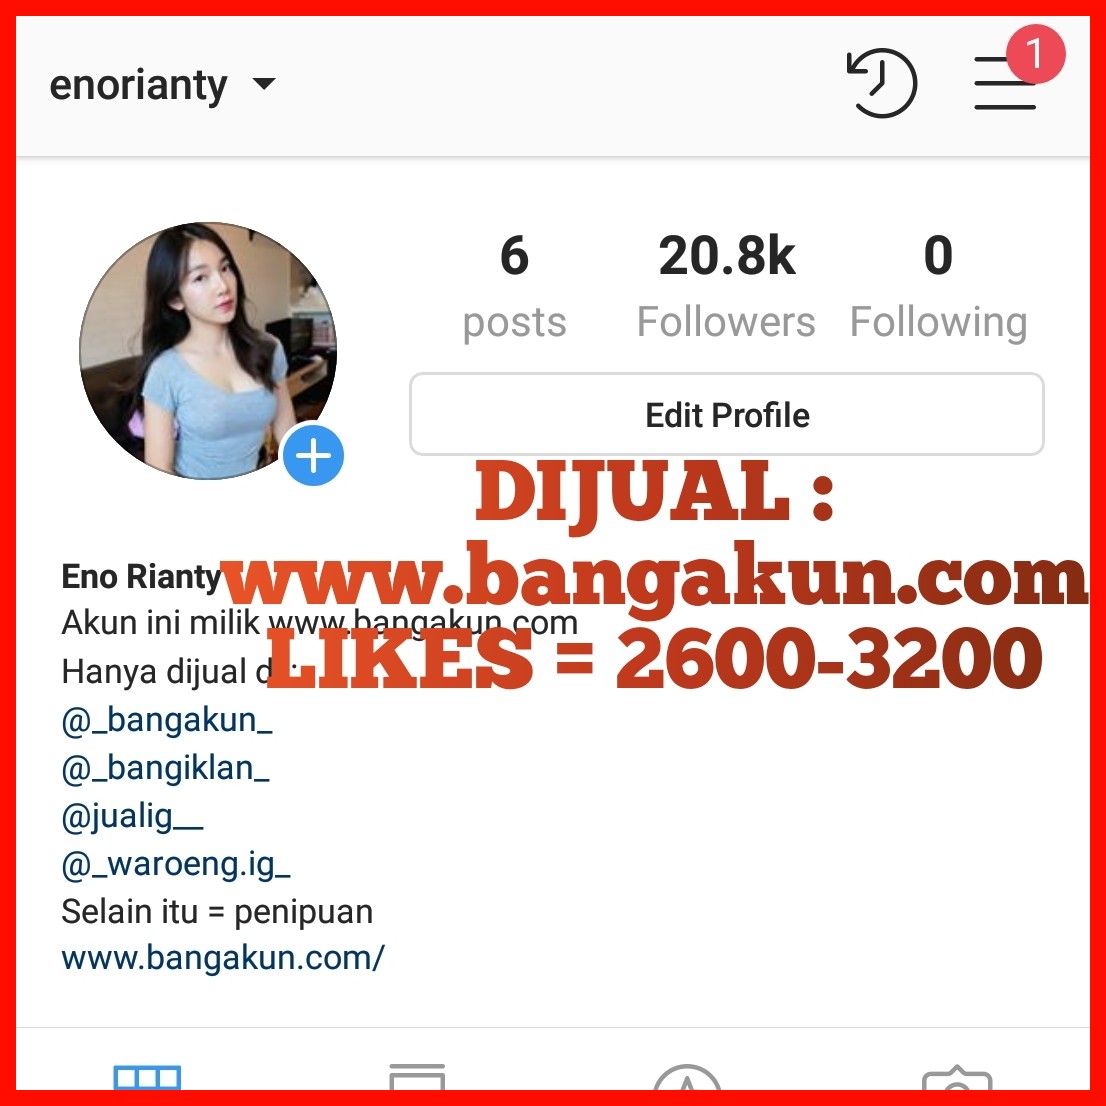 enorianty
1
6
20.8k
0
posts
Followers
Following
Edit Profile
DIJUAL :
www.bangakun.com
LIKES = 2600-3200
Eno Rianty
Akun ini milik www.bangakun.com
Hanya dijual
@_bangakun_
@_bangiklan_
@jualig__
@_waroeng.ig_
Selain itu = penipuan
www.bangakun.com/